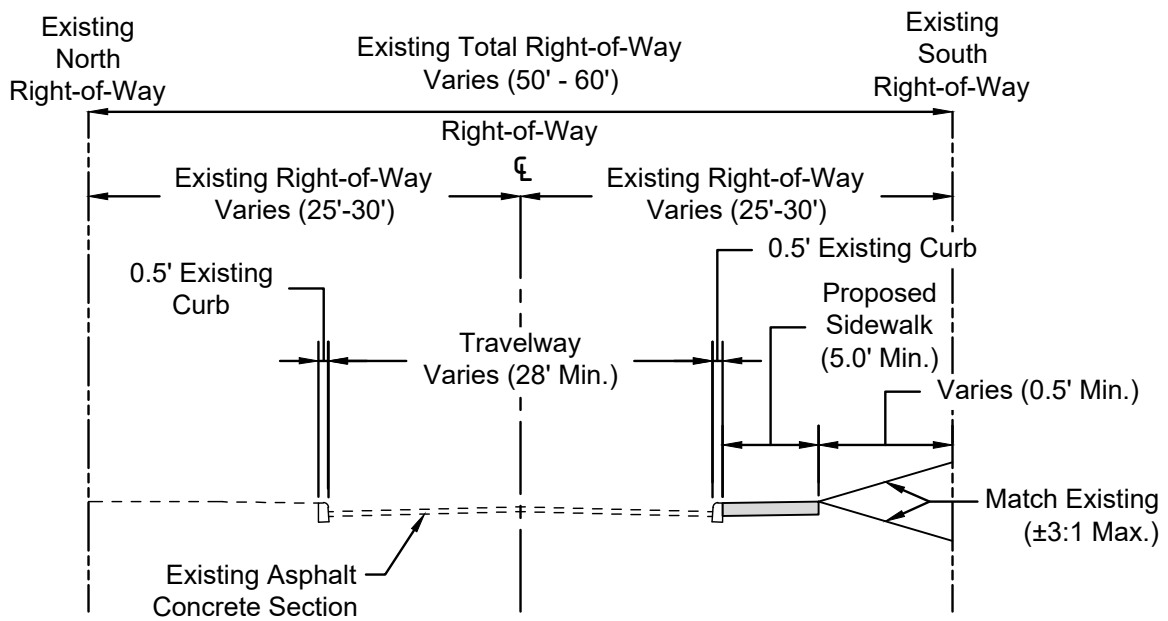 Existing
North
Right-of-Way
Existing Total Right-of-Way
Varies (50' - 60')
Existing
South
Right-of-Way
Right-of-Way
℄
Existing Right-of-Way
Varies (25'-30')
Existing Right-of-Way
Varies (25'-30')
0.5' Existing
Curb
0.5' Existing Curb
Proposed
Sidewalk
(5.0' Min.)
Travelway
Varies (28' Min.)
Varies (0.5' Min.)
Match Existing
(±3:1 Max.)
Existing Asphalt
Concrete Section